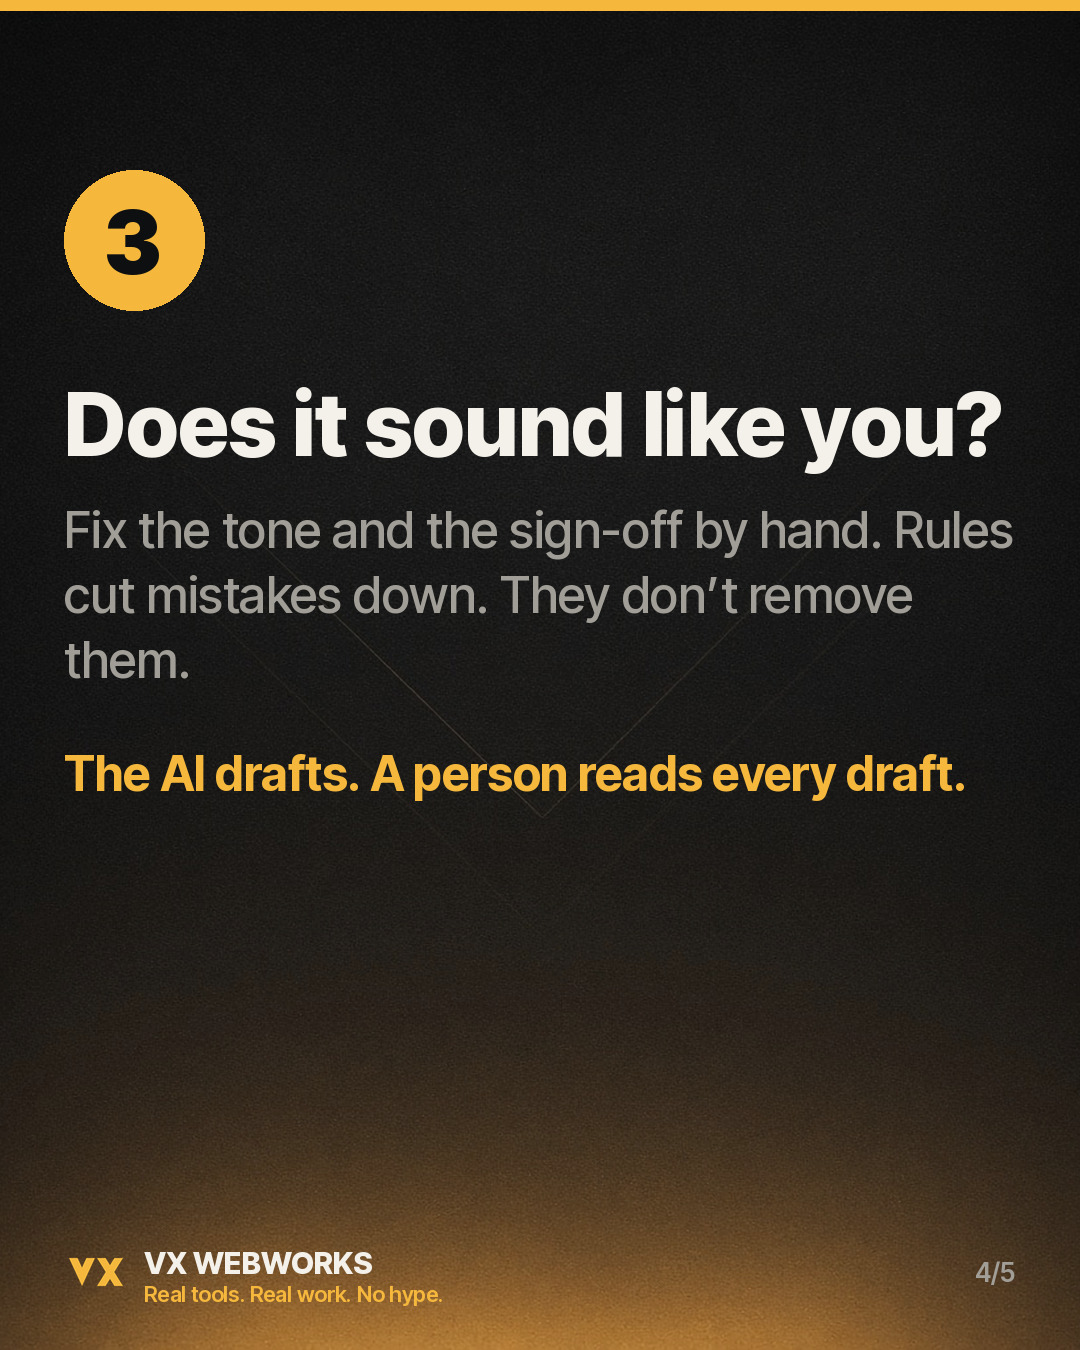 3
Does it sound like you?
Fix the tone and the sign-off by hand. Rules
cut mistakes down. They don’t remove
them.
The AI drafts. A person reads every draft.
VX
VX WEBWORKS
Real tools. Real work. No hype.
4/5